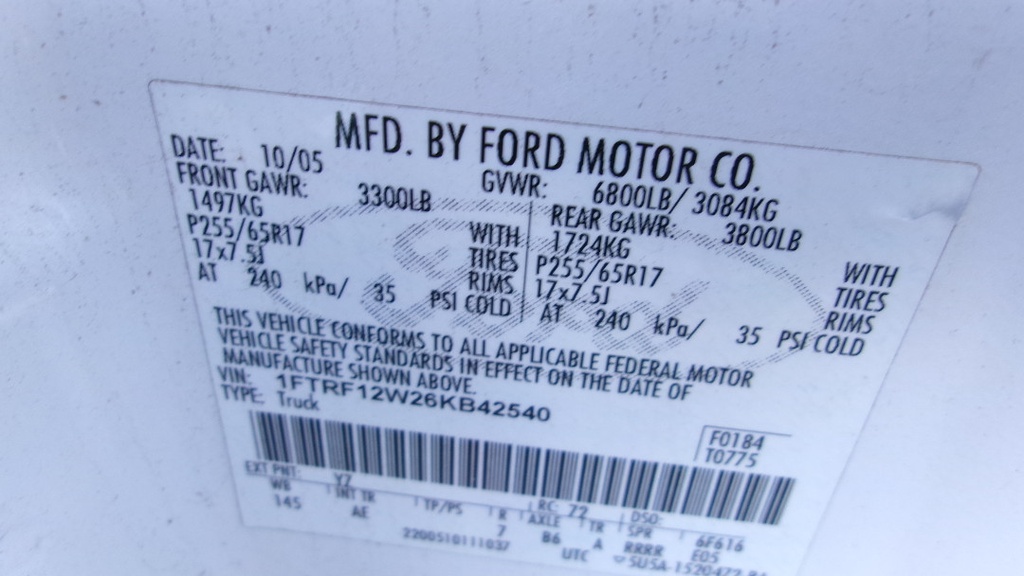 MFD. BY FORD MOTOR CO.
DATE: 10/05 GVWR: 6800LB/ 3084KG
FRONT GAWR: 3300LB REAR GAWR: 3800LB
1497KG WITH 1724KG WITH
P255/65R17 TIRES P255/65R17 TIRES
17x7.5J RIMS 17x7.5J RIMS
AT 240 kPa/ 35 PSI COLD AT 240 kPa/ 35 PSI COLD
THIS VEHICLE CONFORMS TO ALL APPLICABLE FEDERAL MOTOR
VEHICLE SAFETY STANDARDS IN EFFECT ON THE DATE OF
MANUFACTURE SHOWN ABOVE.
VIN: 1FTRF12W26KB42540
TYPE: Truck
F0184
T0775
EXT PNT: YZ RC: 72 DSO:
WB INT TR TP/PS R AXLE TR SPR 6F616
145 AE 7 B6 A RRRR E05
2200510111037 UTC